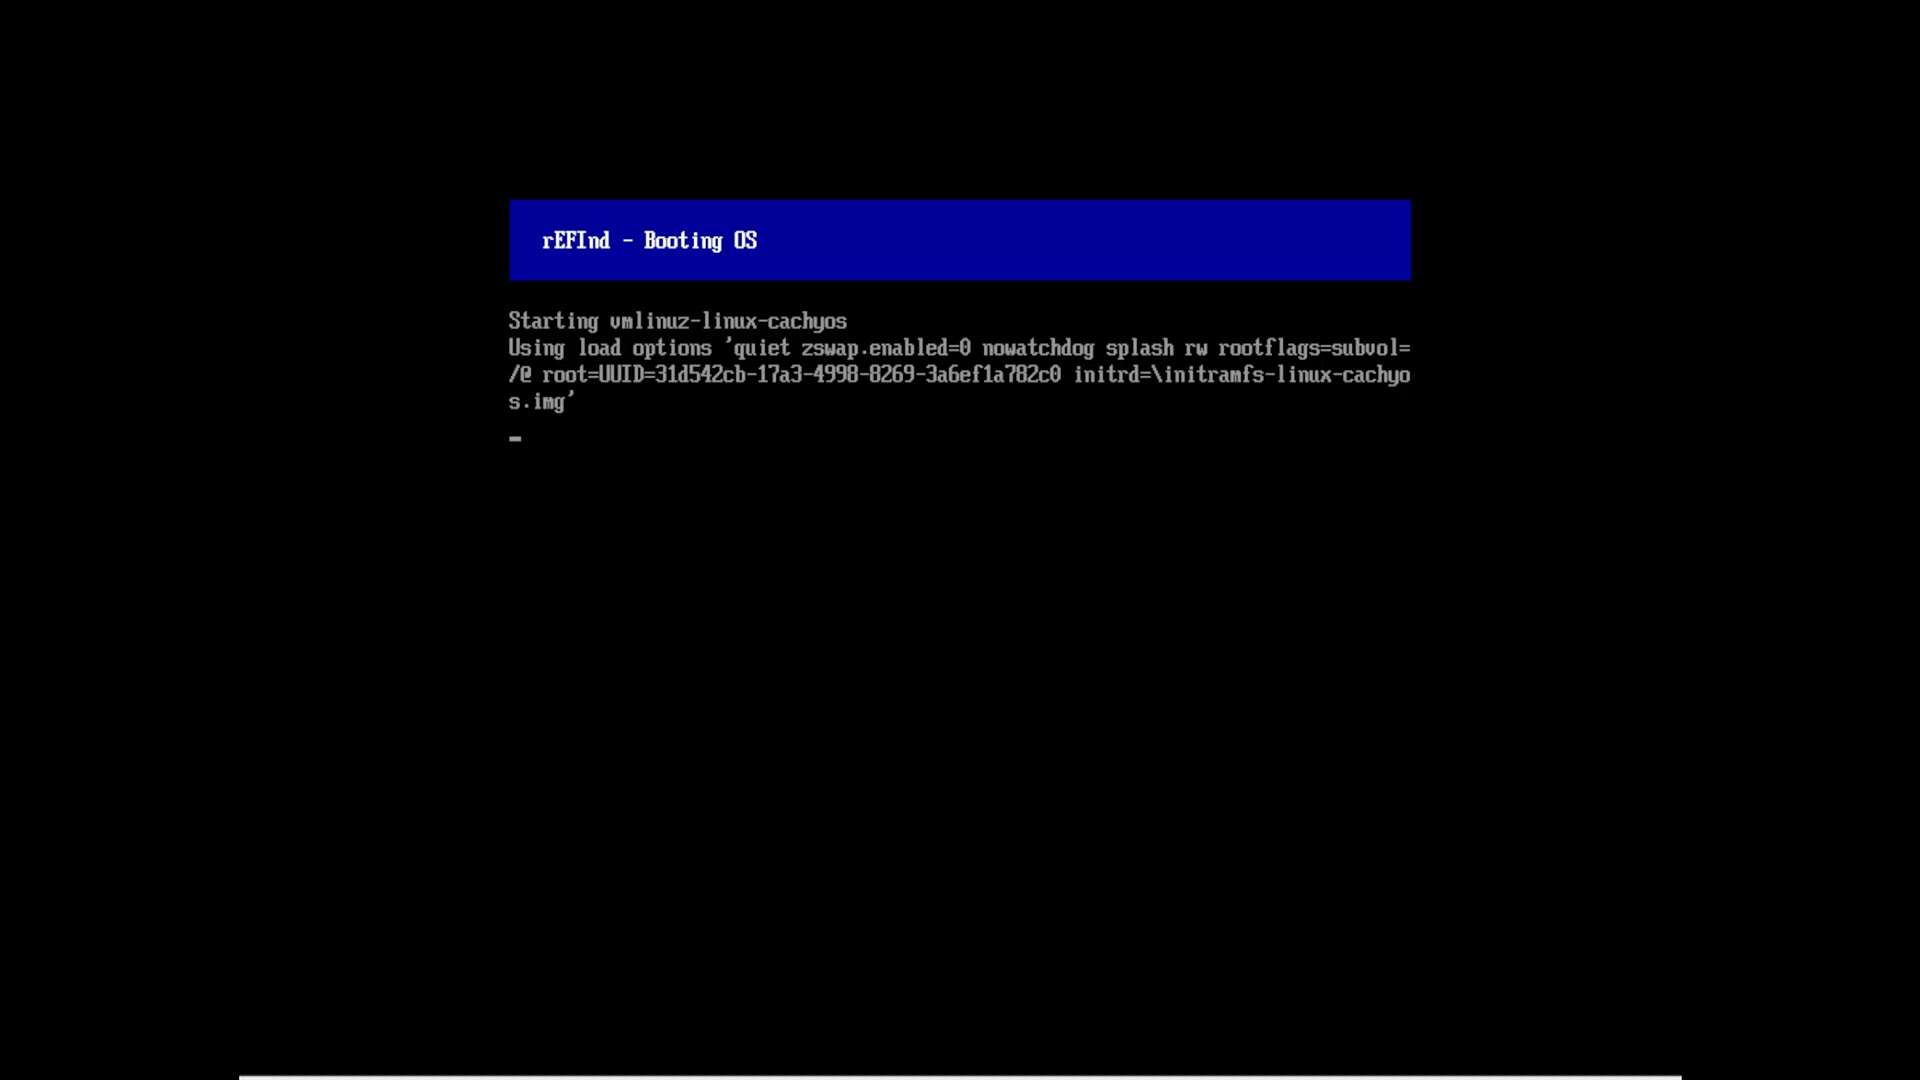 rEFInd - Booting OS
Starting vmlinuz-linux-cachyos
Using load options 'quiet zswap.enabled=0 nowatchdog splash rw rootflags=subvol=
/@ root=UUID=31d542cb-17a3-4998-8269-3a6ef1a782c0 initrd=\initramfs-linux-cachyo
s.img'